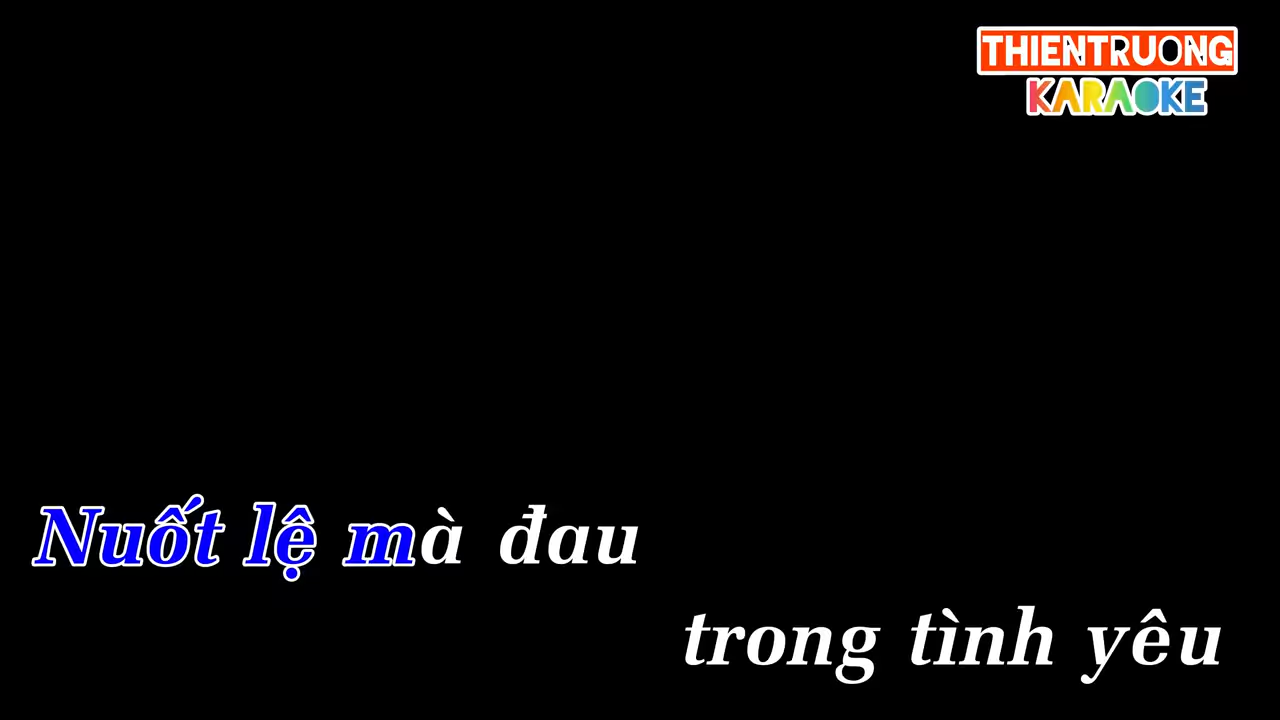 THIENTRUONG
KARAOKE
Nuốt lệ mà đau
trong tình yêu